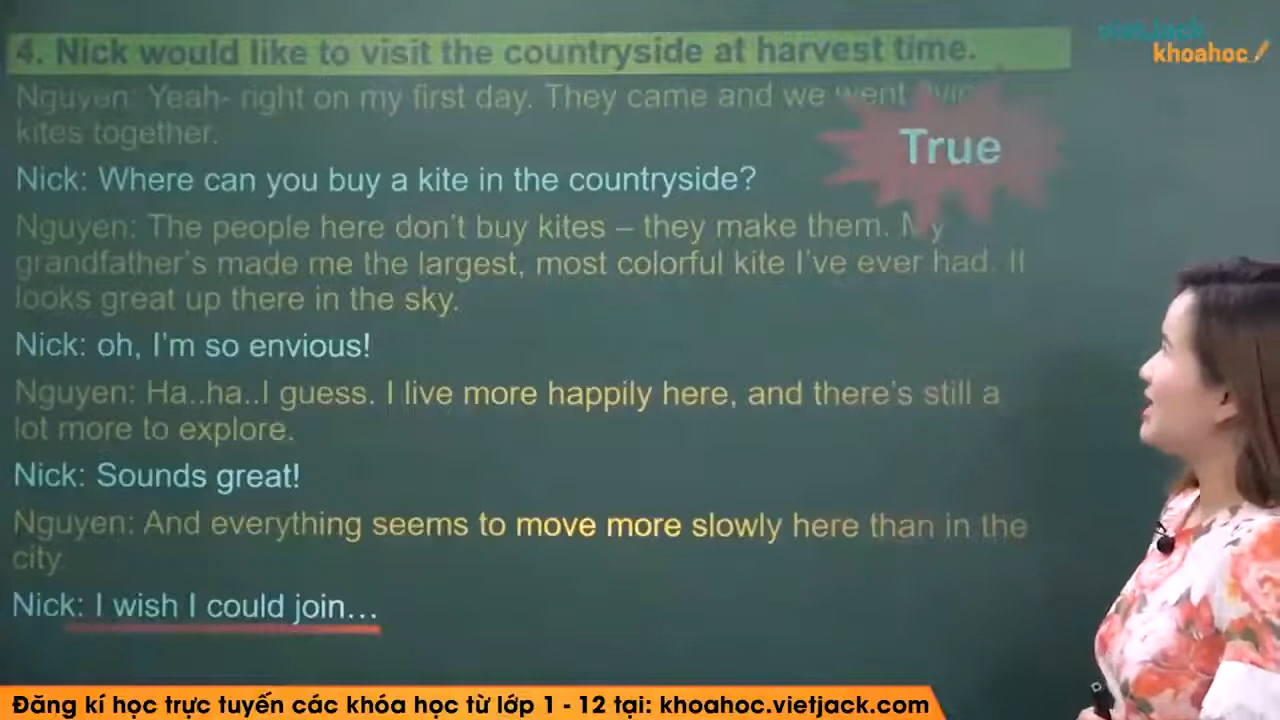 vietjack
khoahoc
4. Nick would like to visit the countryside at harvest time.
Nguyen: Yeah- right on my first day. They came and we went flying
kites together.
True
Nick: Where can you buy a kite in the countryside?
Nguyen: The people here don't buy kites – they make them. My
grandfather's made me the largest, most colorful kite I've ever had. It
looks great up there in the sky.
Nick: oh, I'm so envious!
Nguyen: Ha..ha..I guess. I live more happily here, and there's still a
lot more to explore.
Nick: Sounds great!
Nguyen: And everything seems to move more slowly here than in the
city
Nick: I wish I could join…
Đăng kí học trực tuyến các khóa học từ lớp 1 - 12 tại: khoahoc.vietjack.com